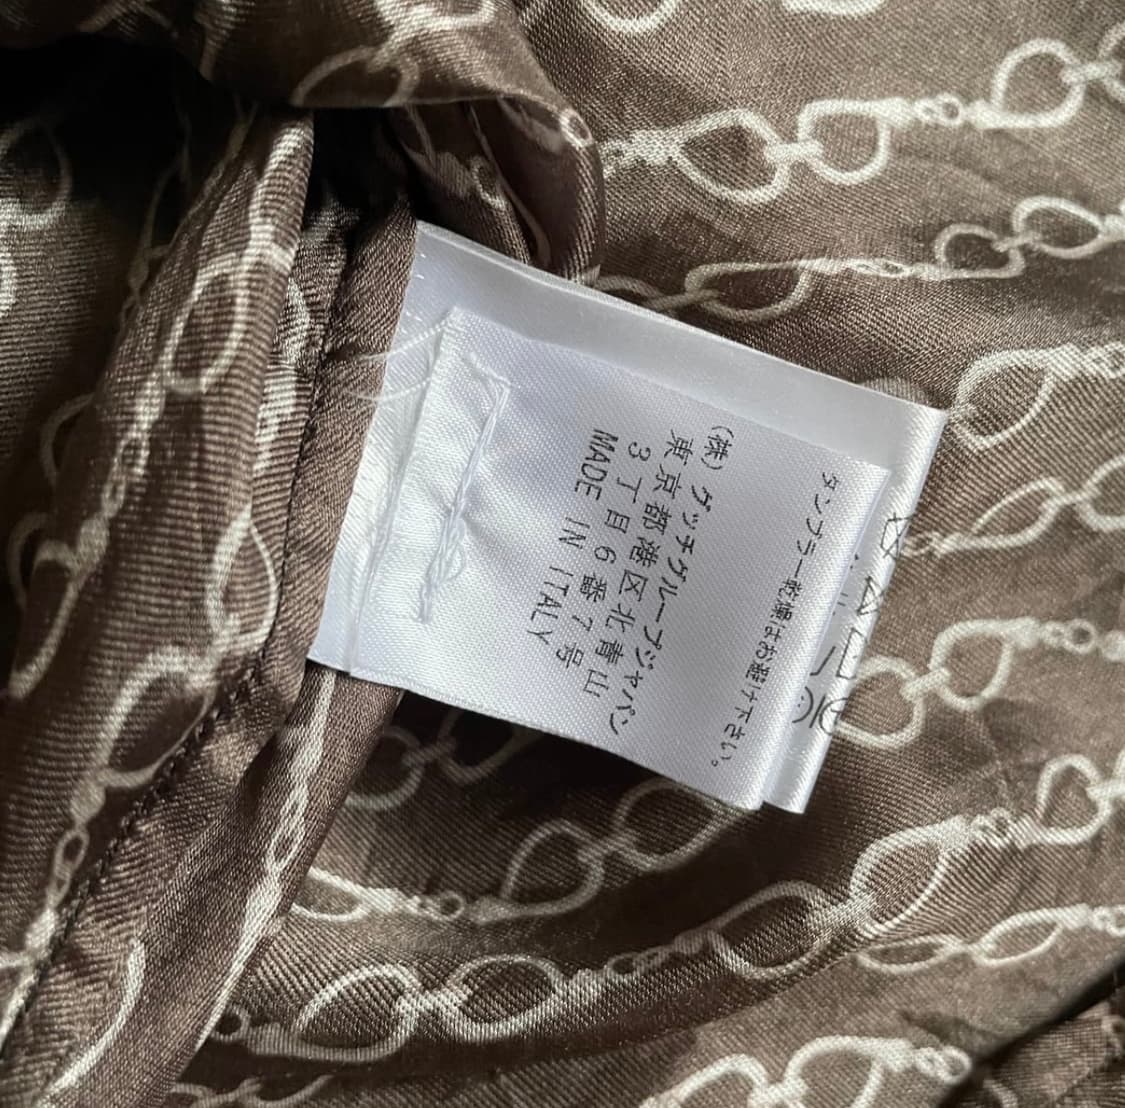 タンブラー乾燥はお避け下さい。
(株)グッチグループジャパン
東京都港区北青山
3丁目6番7号
MADE IN ITALY